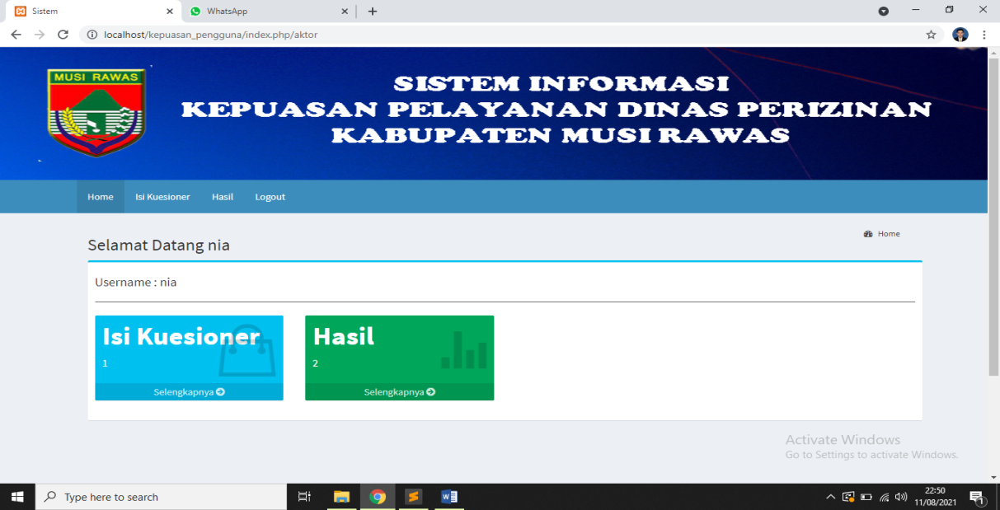 Sistem
WhatsApp
localhost/kepuasan_pengguna/index.php/aktor
MUSI RAWAS
SISTEM INFORMASI
KEPUASAN PELAYANAN DINAS PERIZINAN
KABUPATEN MUSI RAWAS
Home Isi Kuesioner Hasil Logout
Home
Selamat Datang nia
Username : nia
Isi Kuesioner
1
Selengkapnya
Hasil
2
Selengkapnya
Activate Windows
Go to Settings to activate Windows.
Type here to search
22:50
11/08/2021
1